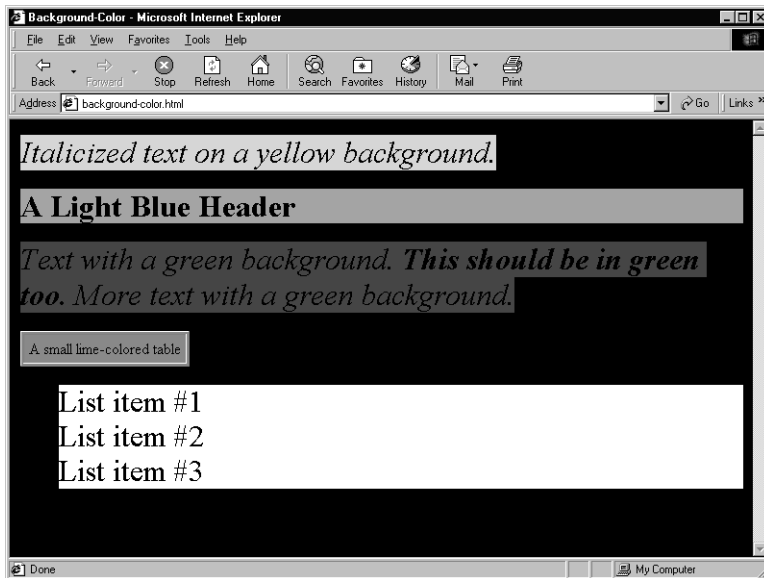 Background-Color - Microsoft Internet Explorer
File Edit View Favorites Tools Help
Back Forward Stop Refresh Home Search Favorites History Mail Print
Address background-color.html Go Links »
Italicized text on a yellow background.
A Light Blue Header
Text with a green background. This should be in green
too. More text with a green background.
A small lime-colored table
List item #1
List item #2
List item #3
Done My Computer